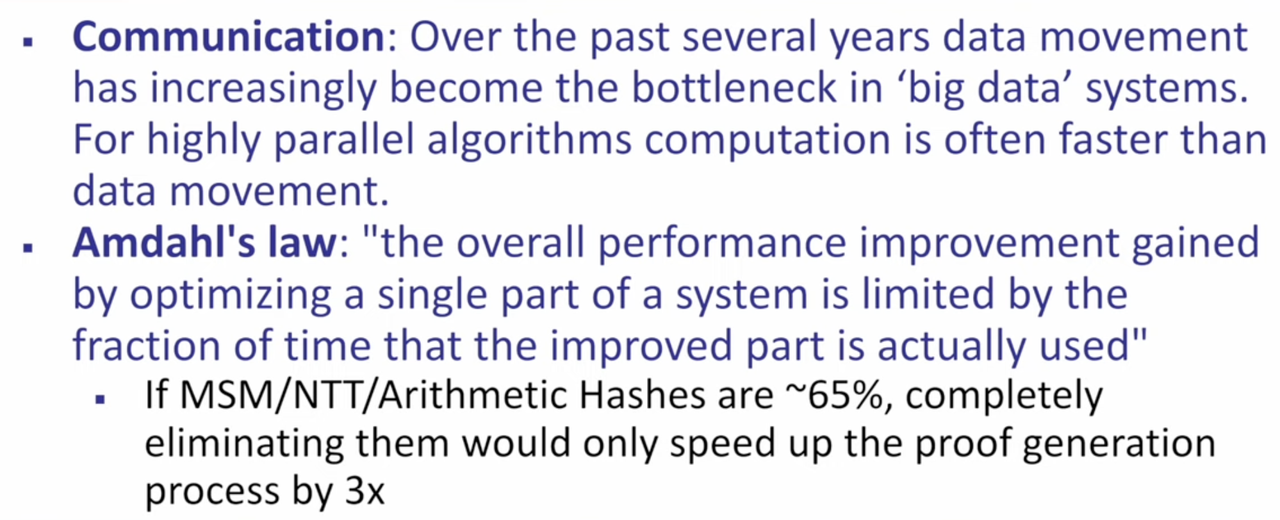 ▪ Communication: Over the past several years data movement
has increasingly become the bottleneck in ‘big data’ systems.
For highly parallel algorithms computation is often faster than
data movement.
▪ Amdahl's law: "the overall performance improvement gained
by optimizing a single part of a system is limited by the
fraction of time that the improved part is actually used"
▪ If MSM/NTT/Arithmetic Hashes are ~65%, completely
eliminating them would only speed up the proof generation
process by 3x